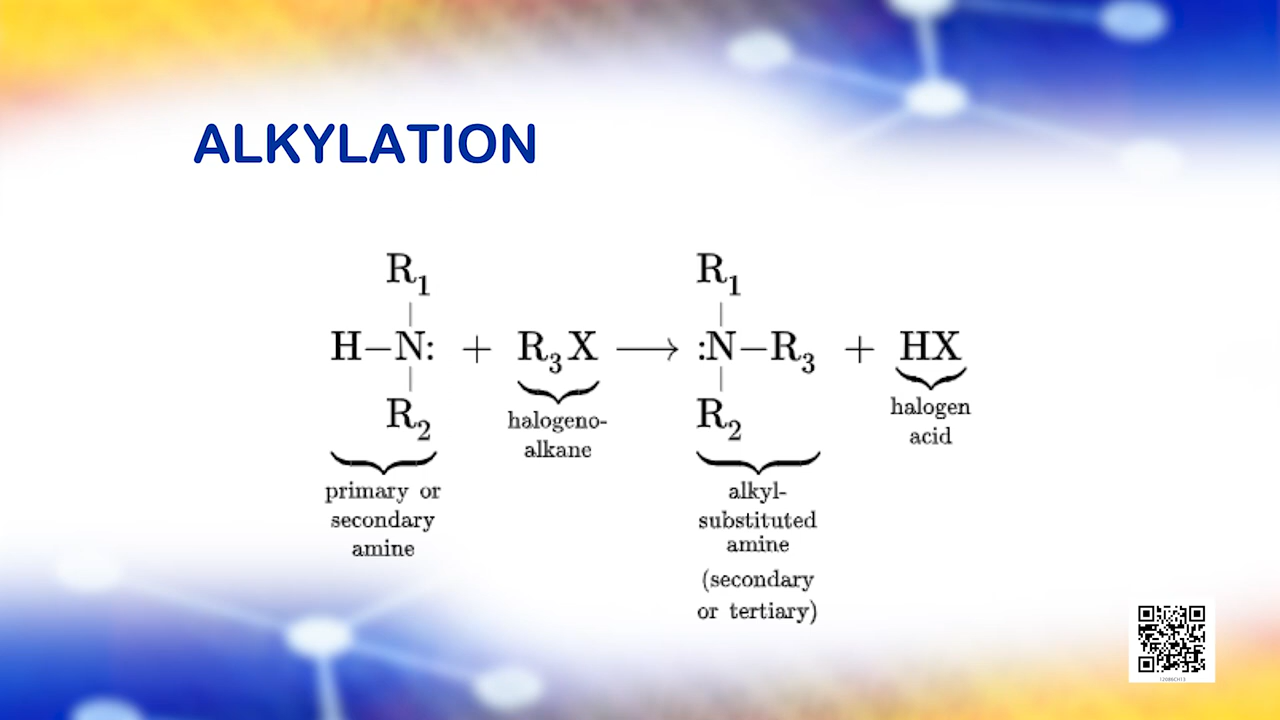 ALKYLATION
R₁ R₁
| |
H–N: + R₃X ⟶ :N–R₃ + HX
| |
R₂ R₂
halogeno-
alkane
halogen
acid
primary or
secondary
amine
alkyl-
substituted
amine
(secondary
or tertiary)
12086CH13